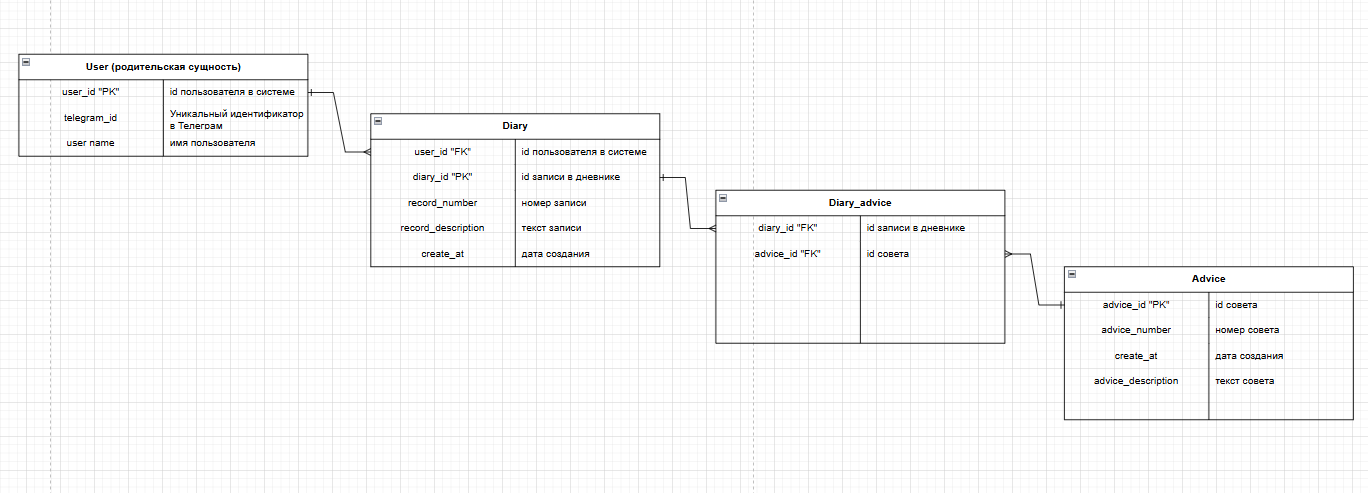 User (родительская сущность)
user_id "PK" id пользователя в системе
telegram_id Уникальный идентификатор
в Телеграм
user name имя пользователя
Diary
user_id "FK" id пользователя в системе
diary_id "PK" id записи в дневнике
record_number номер записи
record_description текст записи
create_at дата создания
Diary_advice
diary_id "FK" id записи в дневнике
advice_id "FK" id совета
Advice
advice_id "PK" id совета
advice_number номер совета
create_at дата создания
advice_description текст совета